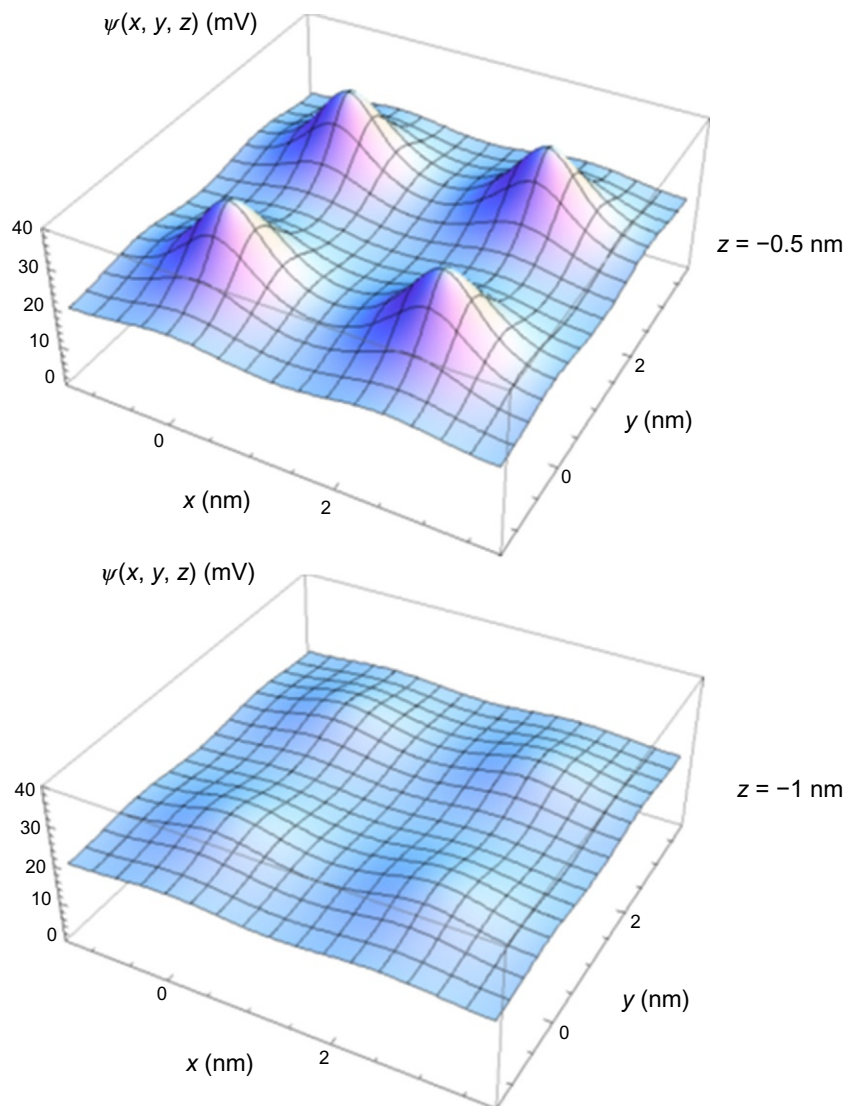 ψ(x, y, z) (mV)
40
30
20
10
0
z = −0.5 nm
2
y (nm)
0
0
x (nm)
2
ψ(x, y, z) (mV)
40
30
20
10
0
z = −1 nm
2
y (nm)
0
0
x (nm)
2